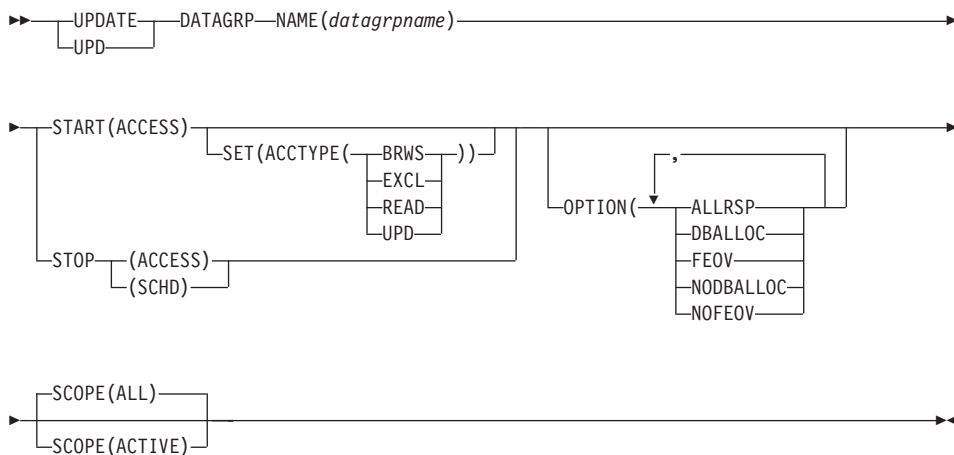 UPDATE DATAGRP NAME(datagrpname)
UPD
START(ACCESS)
SET(ACCTYPE( BRWS ))
EXCL
READ
UPD
STOP (ACCESS)
(SCHD)
,
OPTION( ALLRSP
DBALLOC
FEOV
NODBALLOC
NOFEOV
SCOPE(ALL)
SCOPE(ACTIVE)